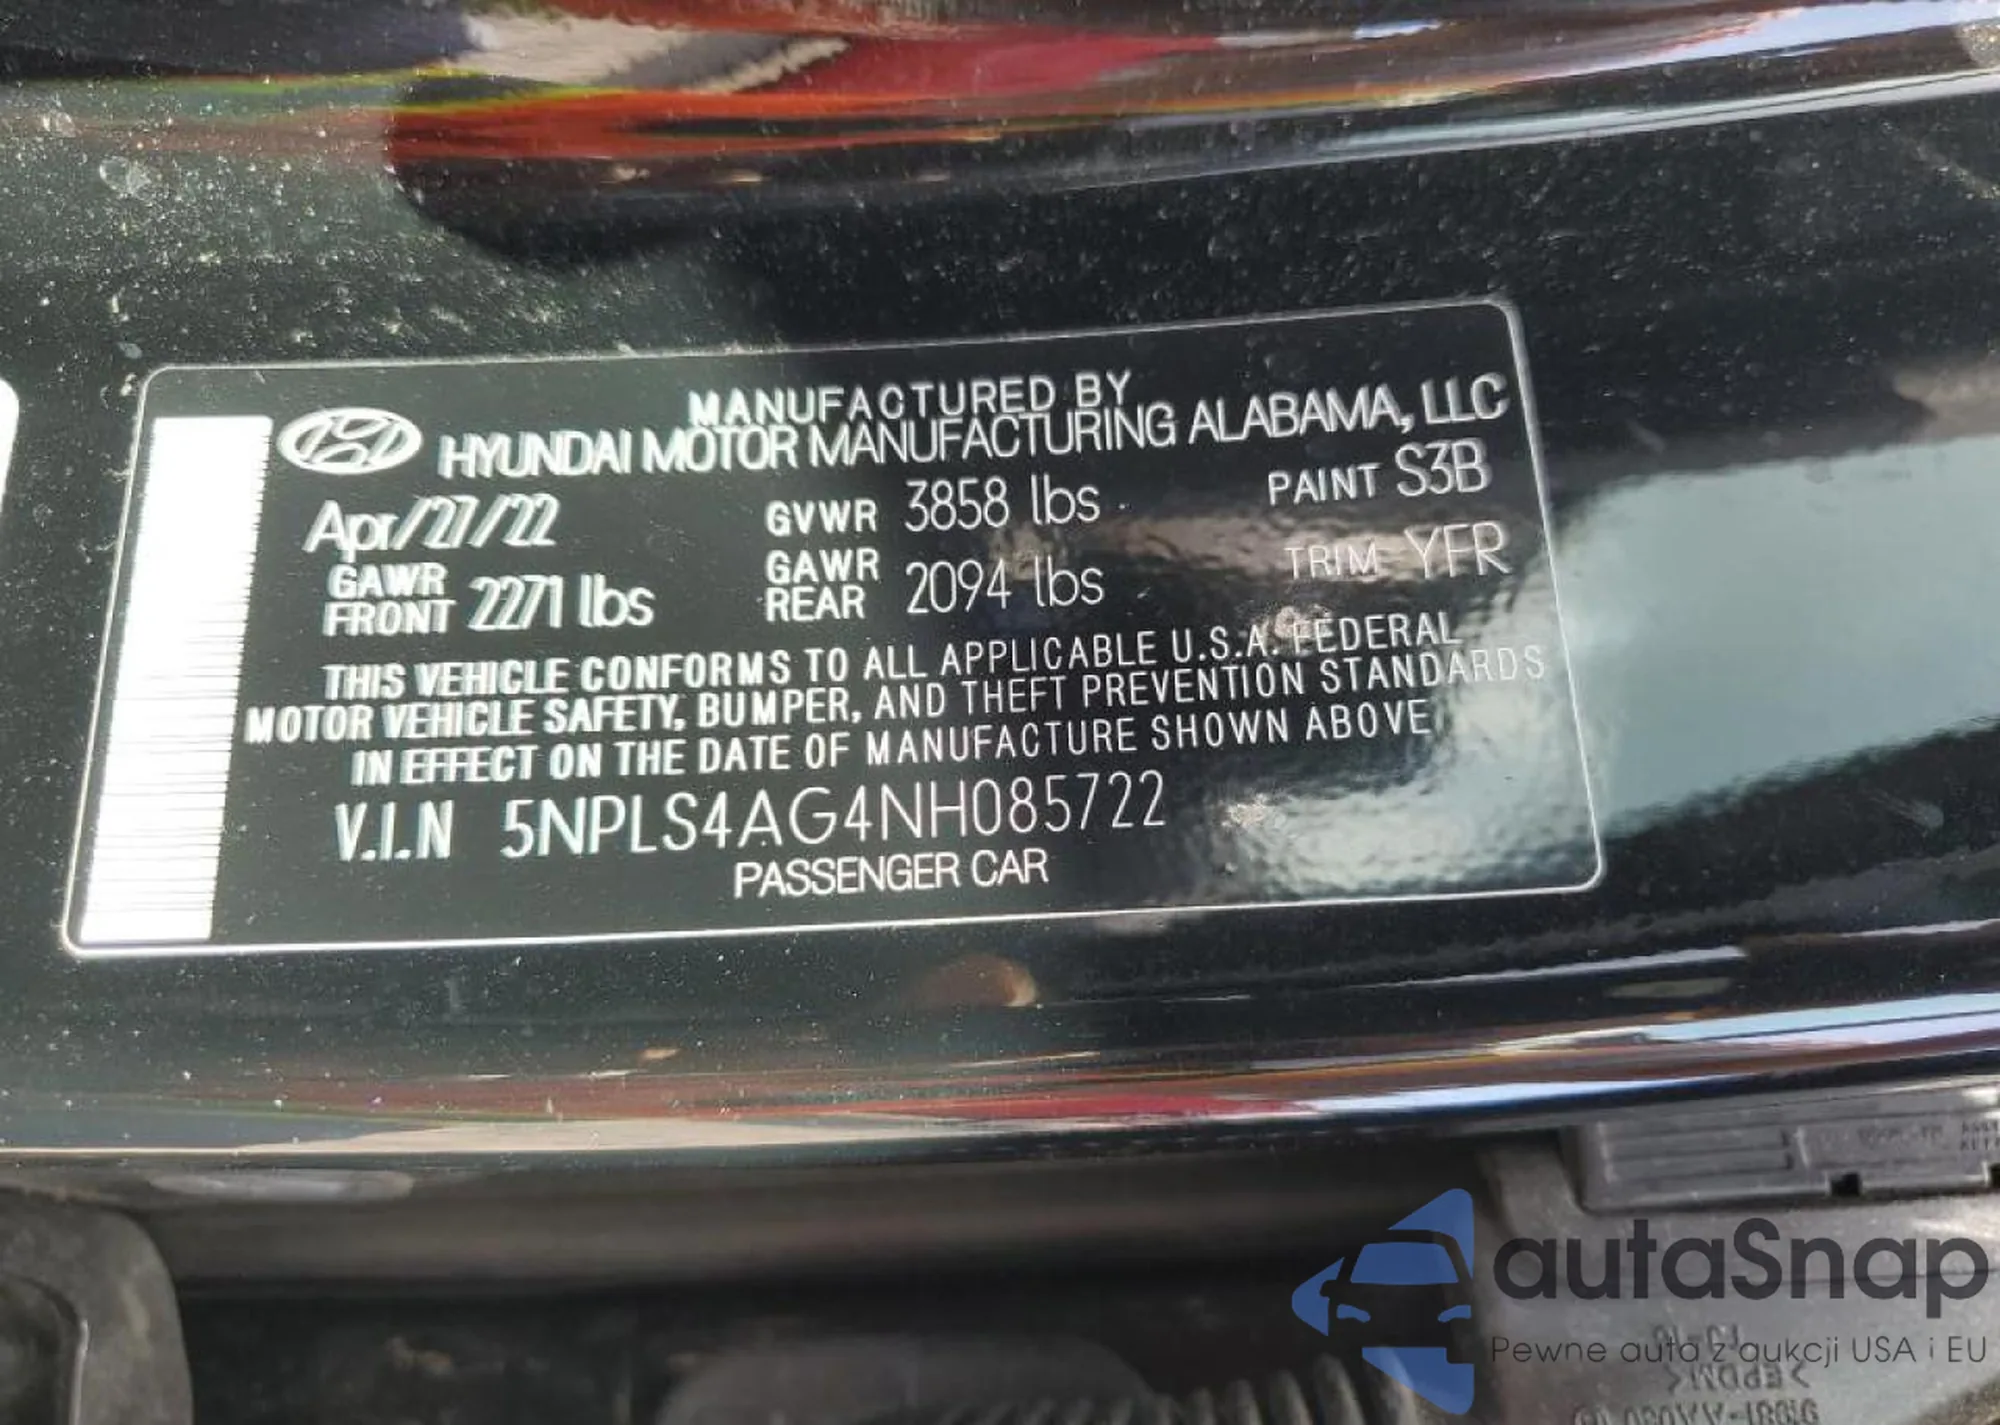 MANUFACTURED BY
HYUNDAI MOTOR MANUFACTURING ALABAMA, LLC
Apr/27/22 GVWR 3858 lbs PAINT S3B
GAWR FRONT 2271 lbs GAWR REAR 2094 lbs TRIM YFR
THIS VEHICLE CONFORMS TO ALL APPLICABLE U.S.A. FEDERAL
MOTOR VEHICLE SAFETY, BUMPER, AND THEFT PREVENTION STANDARDS
IN EFFECT ON THE DATE OF MANUFACTURE SHOWN ABOVE
V.I.N 5NPLS4AG4NH085722
PASSENGER CAR
autaSnap
Pewne auta z aukcji USA i EU
>EPDM<